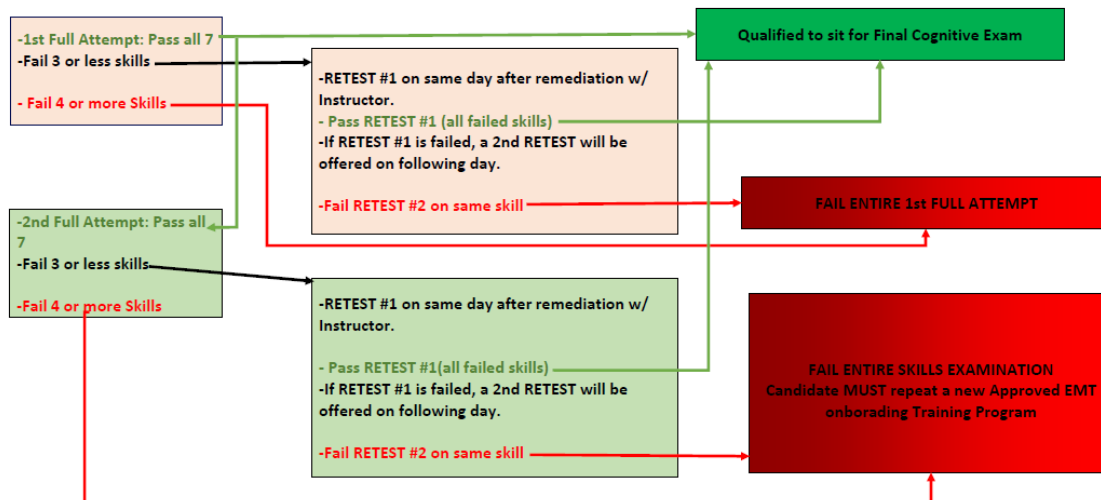 -1st Full Attempt: Pass all 7
-Fail 3 or less skills
- Fail 4 or more Skills
Qualified to sit for Final Cognitive Exam
-RETEST #1 on same day after remediation w/
Instructor.
- Pass RETEST #1 (all failed skills)
-If RETEST #1 is failed, a 2nd RETEST will be
offered on following day.
-Fail RETEST #2 on same skill
FAIL ENTIRE 1st FULL ATTEMPT
-2nd Full Attempt: Pass all
7
-Fail 3 or less skills
-Fail 4 or more Skills
-RETEST #1 on same day after remediation w/
Instructor.
- Pass RETEST #1(all failed skills)
-If RETEST #1 is failed, a 2nd RETEST will be
offered on following day.
-Fail RETEST #2 on same skill
FAIL ENTIRE SKILLS EXAMINATION
Candidate MUST repeat a new Approved EMT
onborading Training Program